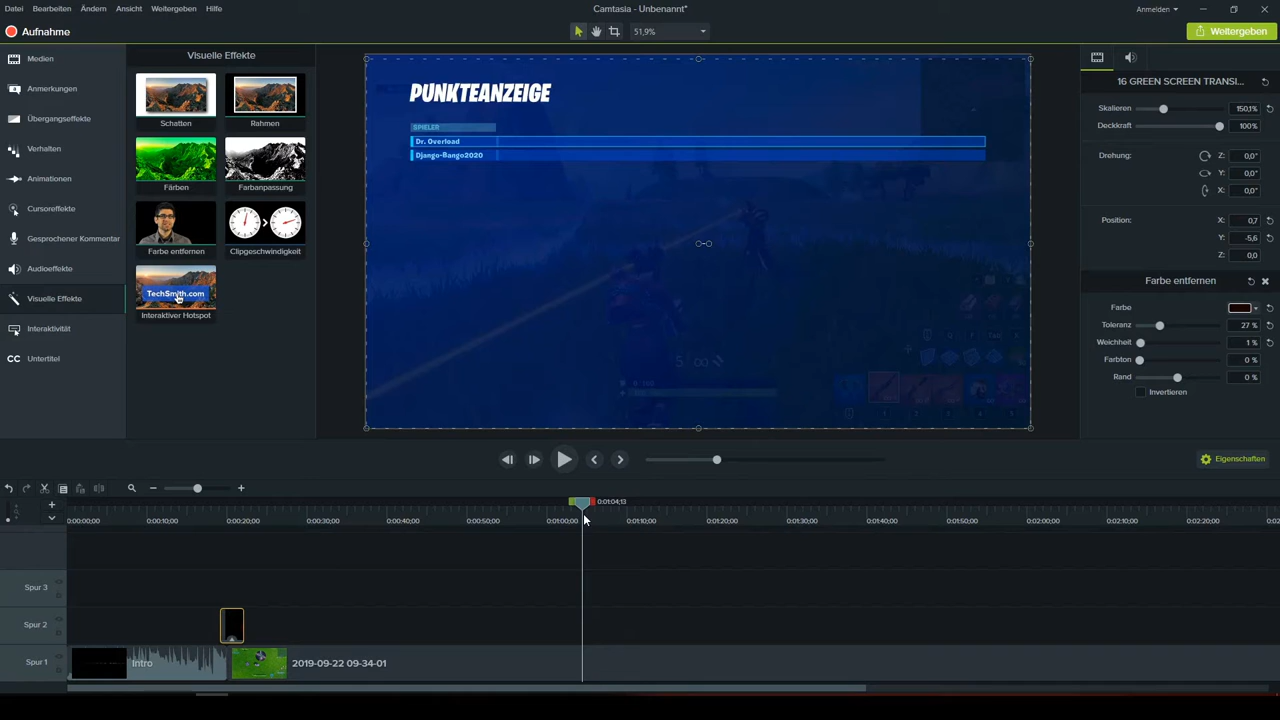 Datei Bearbeiten Ändern Ansicht Weitergeben Hilfe
Camtasia - Unbenannt*
Anmelden
Aufnahme
51,9%
Weitergeben
Medien
Anmerkungen
Übergangseffekte
Verhalten
Animationen
Cursoreffekte
Gesprochener Kommentar
Audioeffekte
Visuelle Effekte
Interaktivität
CC Untertitel
Visuelle Effekte
Schatten
Rahmen
Färben
Farbanpassung
Farbe entfernen
Clipgeschwindigkeit
TechSmith.com
Interaktiver Hotspot
PUNKTEANZEIGE
SPIELER
Dr. Overload
Django-Bango2020
16 GREEN SCREEN TRANSI...
Skalieren 150,1%
Deckkraft 100%
Drehung: Z: 0,0°
Y: 0,0°
X: 0,0°
Position: X: 0,7
Y: -5,6
Z: 0,0
Farbe entfernen
Farbe
Toleranz 27 %
Weichheit 1 %
Farbton 0 %
Rand 0 %
Invertieren
Eigenschaften
0:01:04;13
0:00:00;00 0:00:10;00 0:00:20;00 0:00:30;00 0:00:40;00 0:00:50;00 0:01:00;00 0:01:10;00 0:01:20;00 0:01:30;00 0:01:40;00 0:01:50;00 0:02:00;00 0:02:10;00 0:02:20;00
Spur 3
Spur 2
Spur 1
Intro
2019-09-22 09-34-01